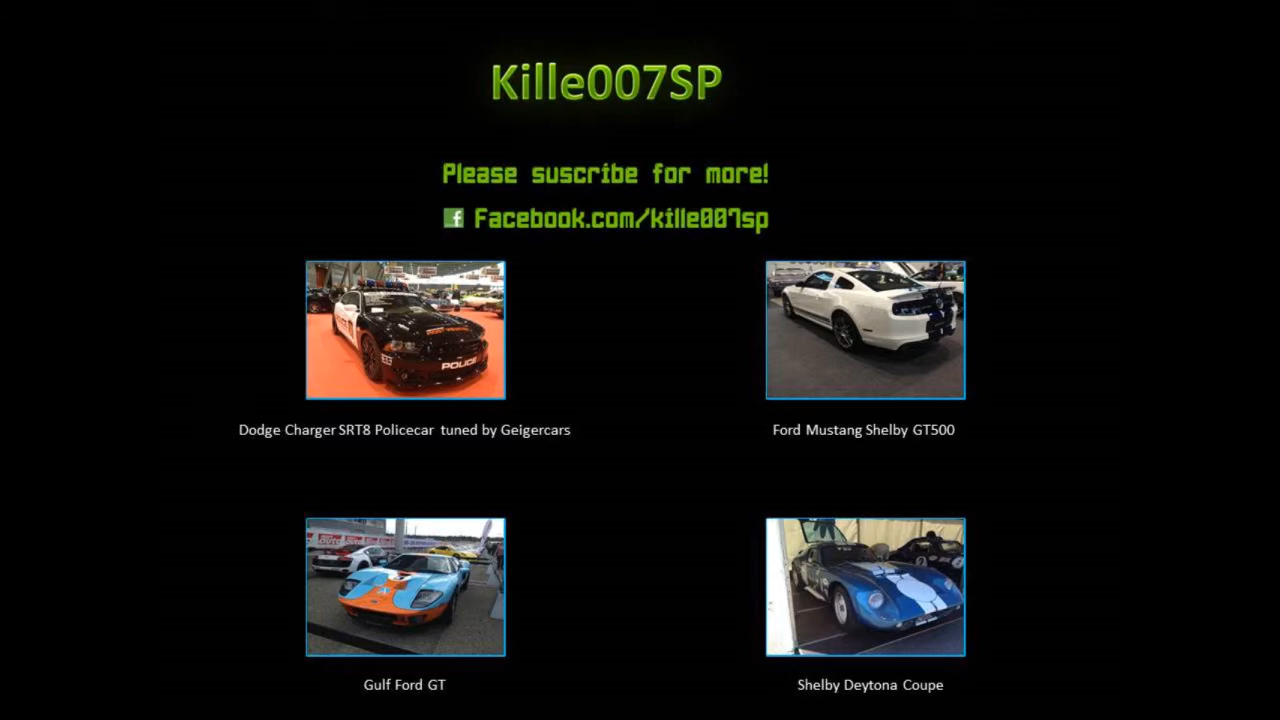 Kille007SP
Please suscribe for more!
f Facebook.com/kille007sp
POLICE
Dodge Charger SRT8 Policecar tuned by Geigercars
Ford Mustang Shelby GT500
Gulf Ford GT
Shelby Deytona Coupe